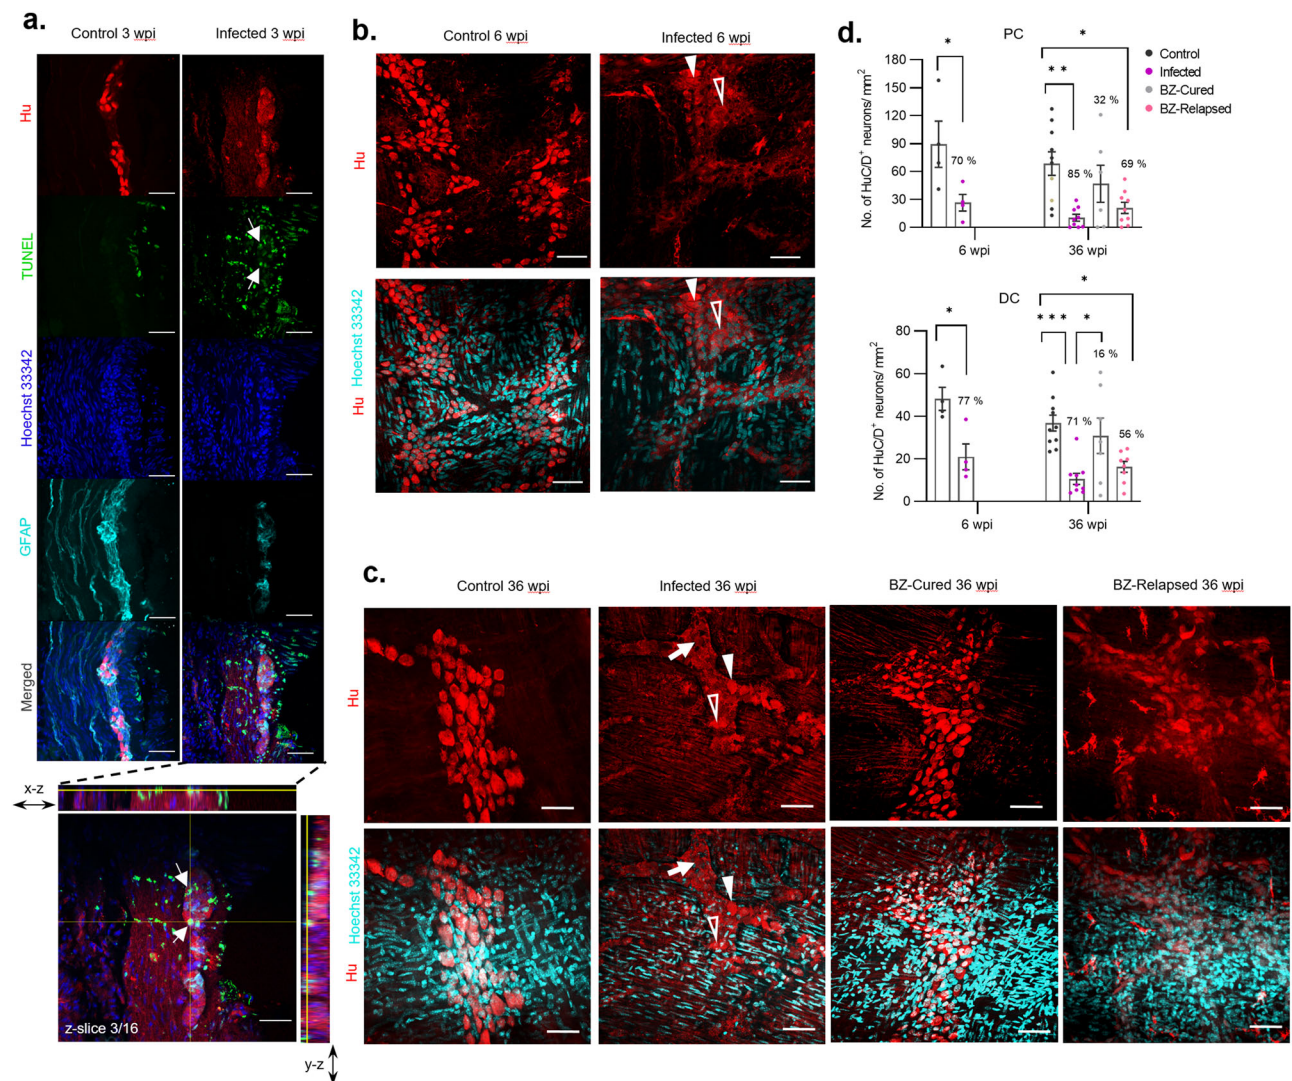 a.
Control 3 wpi
Infected 3 wpi
Hu
TUNEL
Hoechst 33342
GFAP
Merged
x-z
z-slice 3/16
y-z
b.
Control 6 wpi
Infected 6 wpi
Hu
Hu Hoechst 33342
c.
Control 36 wpi
Infected 36 wpi
BZ-Cured 36 wpi
BZ-Relapsed 36 wpi
Hu
Hu Hoechst 33342
d.
PC
No. of HuC/D+ neurons/ mm2
180
150
120
90
60
30
0
*
70 %
* *
*
85 %
32 %
69 %
6 wpi
36 wpi
Control
Infected
BZ-Cured
BZ-Relapsed
DC
No. of HuC/D+ neurons/ mm2
80
60
40
20
0
*
77 %
* * *
*
*
71 %
16 %
56 %
6 wpi
36 wpi